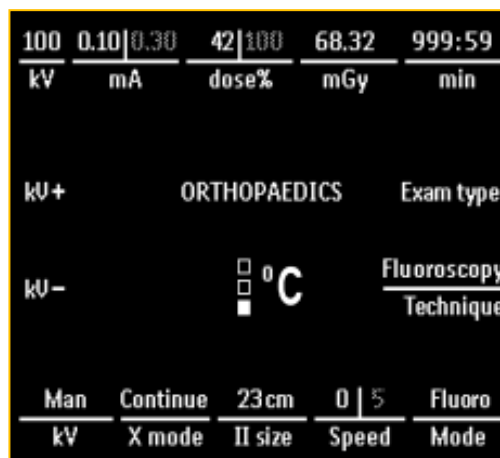 100 0.10|0.30 42|100 68.32 999:59
kV mA dose% mGy min
kV+ ORTHOPAEDICS Exam type
kV- °C Fluoroscopy
Technique
Man Continue 23cm 0|5 Fluoro
kV X mode II size Speed Mode